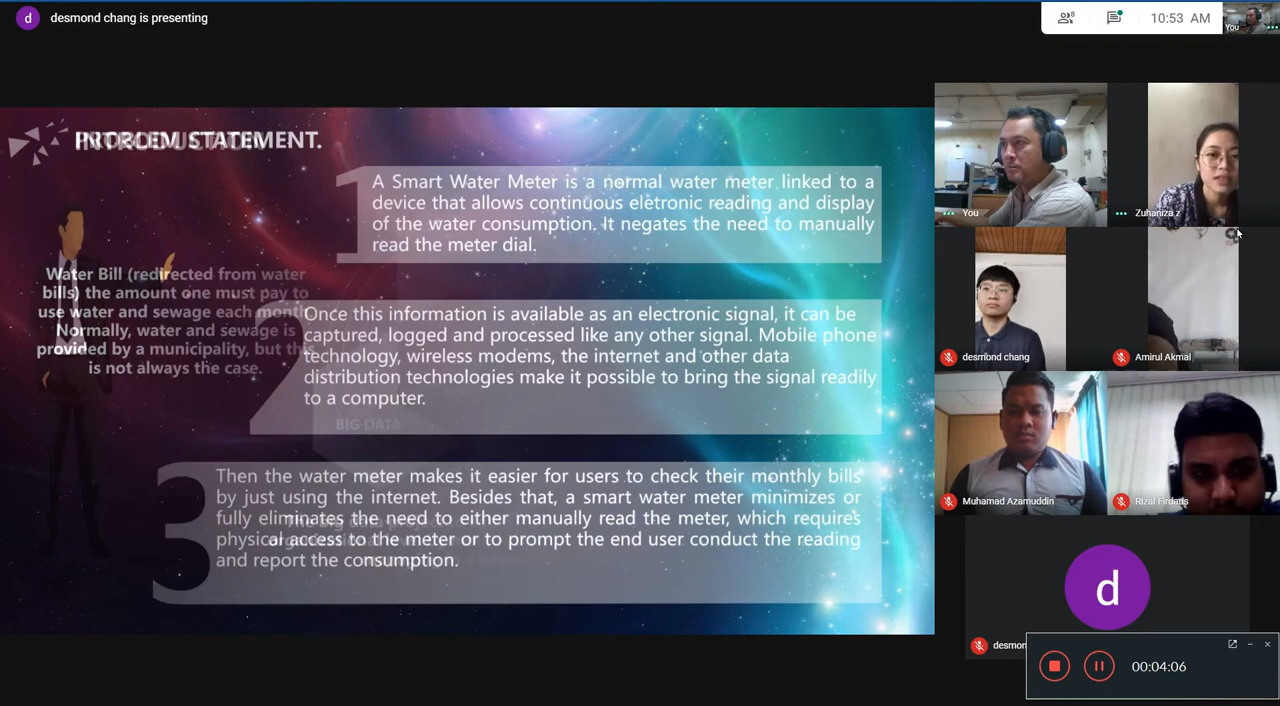 d
desmond chang is presenting
8
10:53 AM
You
STATEMENT.
1
A Smart Water Meter is a normal water meter linked to a
device that allows continuous eletronic reading and display
of the water consumption. It negates the need to manually
read the meter dial.
Water Bill (redirected from water
bills) the amount one must pay to
use water and sewage each month.
Normally, water and sewage is
provided by a municipality, but this
is not always the case.
2
Once this information is available as an electronic signal, it can be
captured, logged and processed like any other signal. Mobile phone
technology, wireless modems, the internet and other data
distribution technologies make it possible to bring the signal readily
to a computer.
BIG DATA
3
Then the water meter makes it easier for users to check their monthly bills
by just using the internet. Besides that, a smart water meter minimizes or
fully eliminates the need to either manually read the meter, which requires
physical access to the meter or to prompt the end user conduct the reading
and report the consumption.
You
Zuhaniza z
desmond chang
Amirul Akmal
Muhamad Azamuddin
Rizal Firdaus
d
desmon
00:04:06